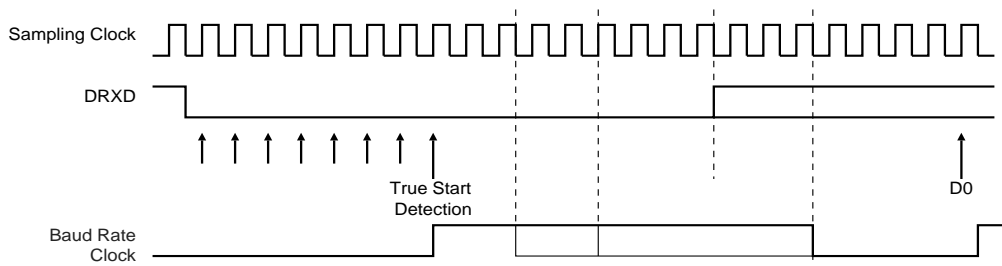 Sampling Clock
DRXD
True Start
Detection
D0
Baud Rate
Clock